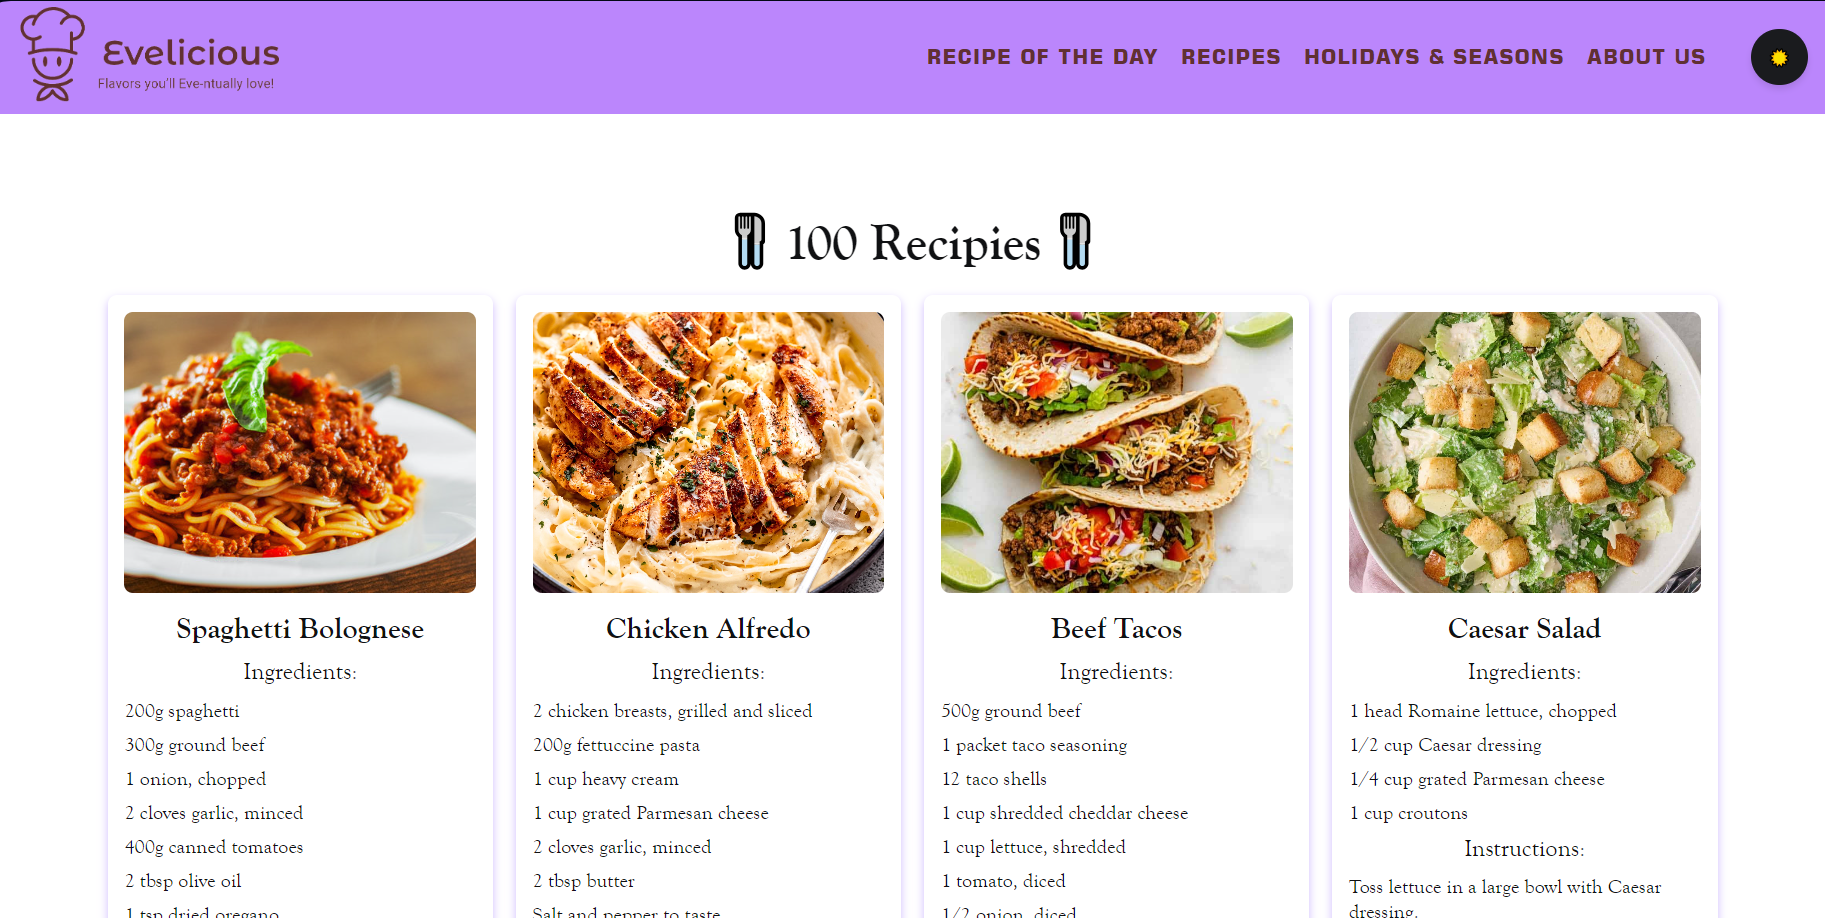 Evelicious
Flavors you'll Eve-ntually love!
RECIPE OF THE DAY
RECIPES
HOLIDAYS & SEASONS
ABOUT US
100 Recipies
Spaghetti Bolognese
Ingredients:
200g spaghetti
300g ground beef
1 onion, chopped
2 cloves garlic, minced
400g canned tomatoes
2 tbsp olive oil
1 tsp dried oregano
Chicken Alfredo
Ingredients:
2 chicken breasts, grilled and sliced
200g fettuccine pasta
1 cup heavy cream
1 cup grated Parmesan cheese
2 cloves garlic, minced
2 tbsp butter
Salt and pepper to taste
Beef Tacos
Ingredients:
500g ground beef
1 packet taco seasoning
12 taco shells
1 cup shredded cheddar cheese
1 cup lettuce, shredded
1 tomato, diced
1/2 onion, diced
Caesar Salad
Ingredients:
1 head Romaine lettuce, chopped
1/2 cup Caesar dressing
1/4 cup grated Parmesan cheese
1 cup croutons
Instructions:
Toss lettuce in a large bowl with Caesar
dressing.